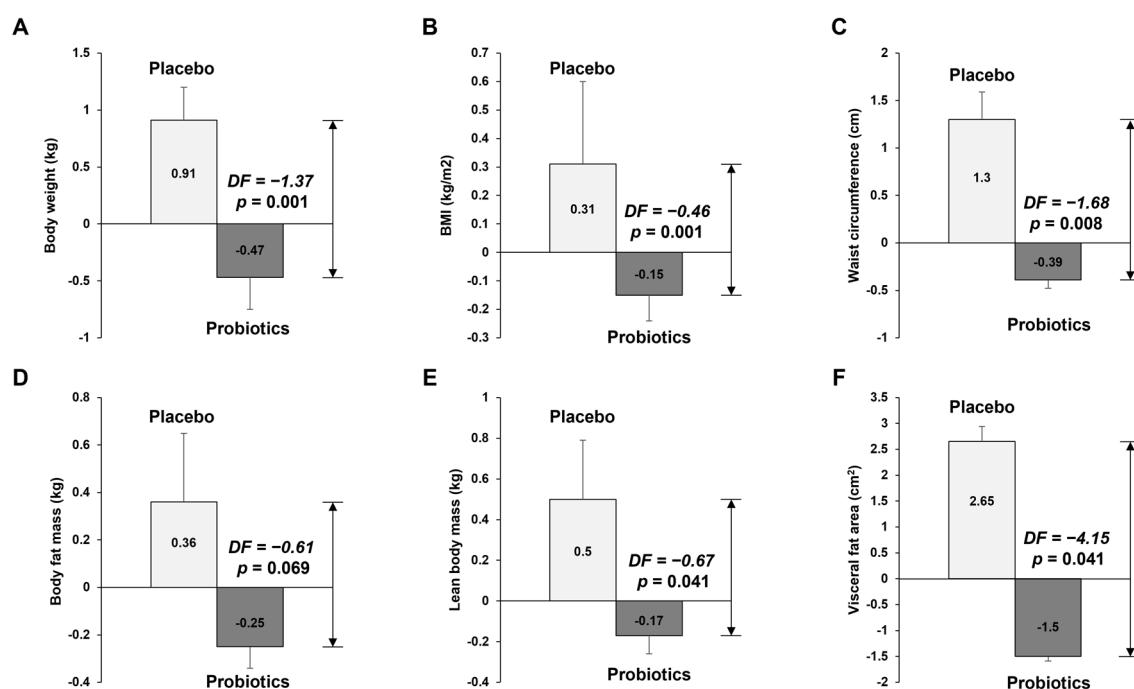 A
Body weight (kg)
1.5
1
0.5
0
-0.5
-1
Placebo
0.91
DF = −1.37
p = 0.001
-0.47
Probiotics
B
BMI (kg/m2)
0.7
0.6
0.5
0.4
0.3
0.2
0.1
0
-0.1
-0.2
-0.3
Placebo
0.31
DF = −0.46
p = 0.001
-0.15
Probiotics
C
Waist circumference (cm)
2
1.5
1
0.5
0
-0.5
-1
Placebo
1.3
DF = −1.68
p = 0.008
-0.39
Probiotics
D
Body fat mass (kg)
0.8
0.6
0.4
0.2
0
-0.2
-0.4
Placebo
0.36
DF = −0.61
p = 0.069
-0.25
Probiotics
E
Lean body mass (kg)
1
0.8
0.6
0.4
0.2
0
-0.2
-0.4
Placebo
0.5
DF = −0.67
p = 0.041
-0.17
Probiotics
F
Visceral fat area (cm²)
3.5
3
2.5
2
1.5
1
0.5
0
-0.5
-1
-1.5
-2
Placebo
2.65
DF = −4.15
p = 0.041
-1.5
Probiotics